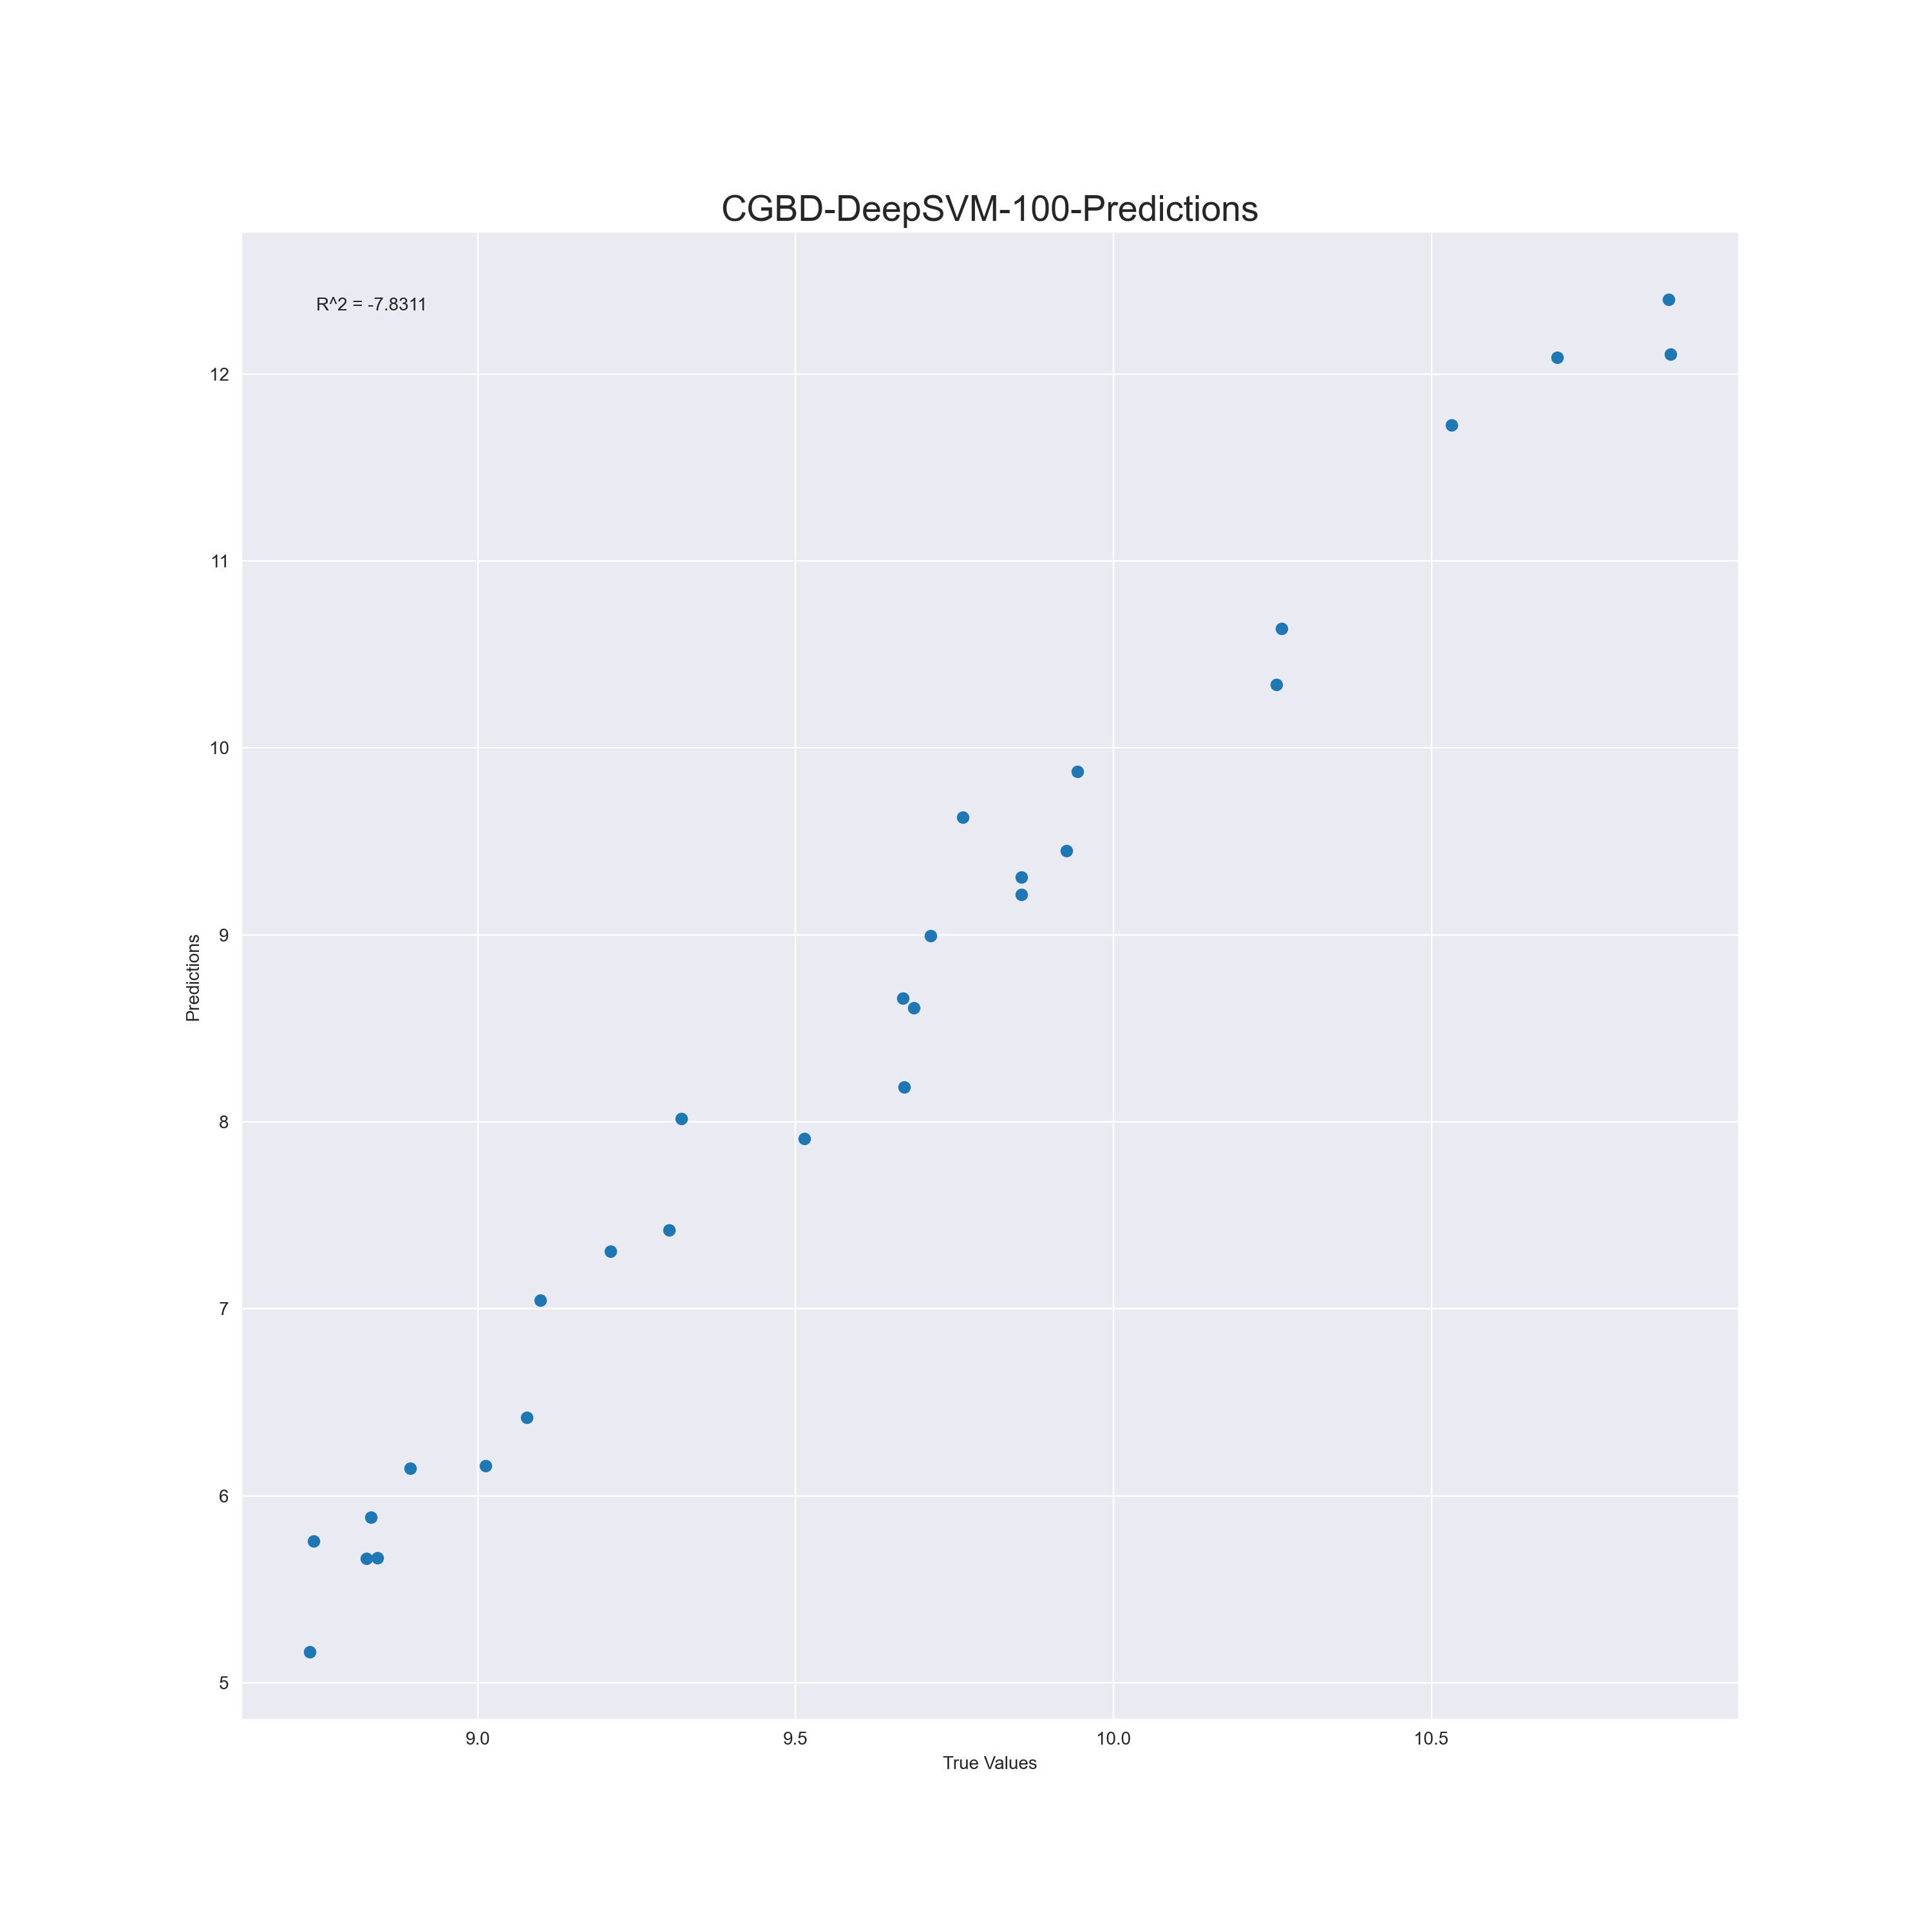 CGBD-DeepSVM-100-Predictions
R^2 = -7.8311
12
11
10
9
8
7
6
5
Predictions
9.0 9.5 10.0 10.5
True Values